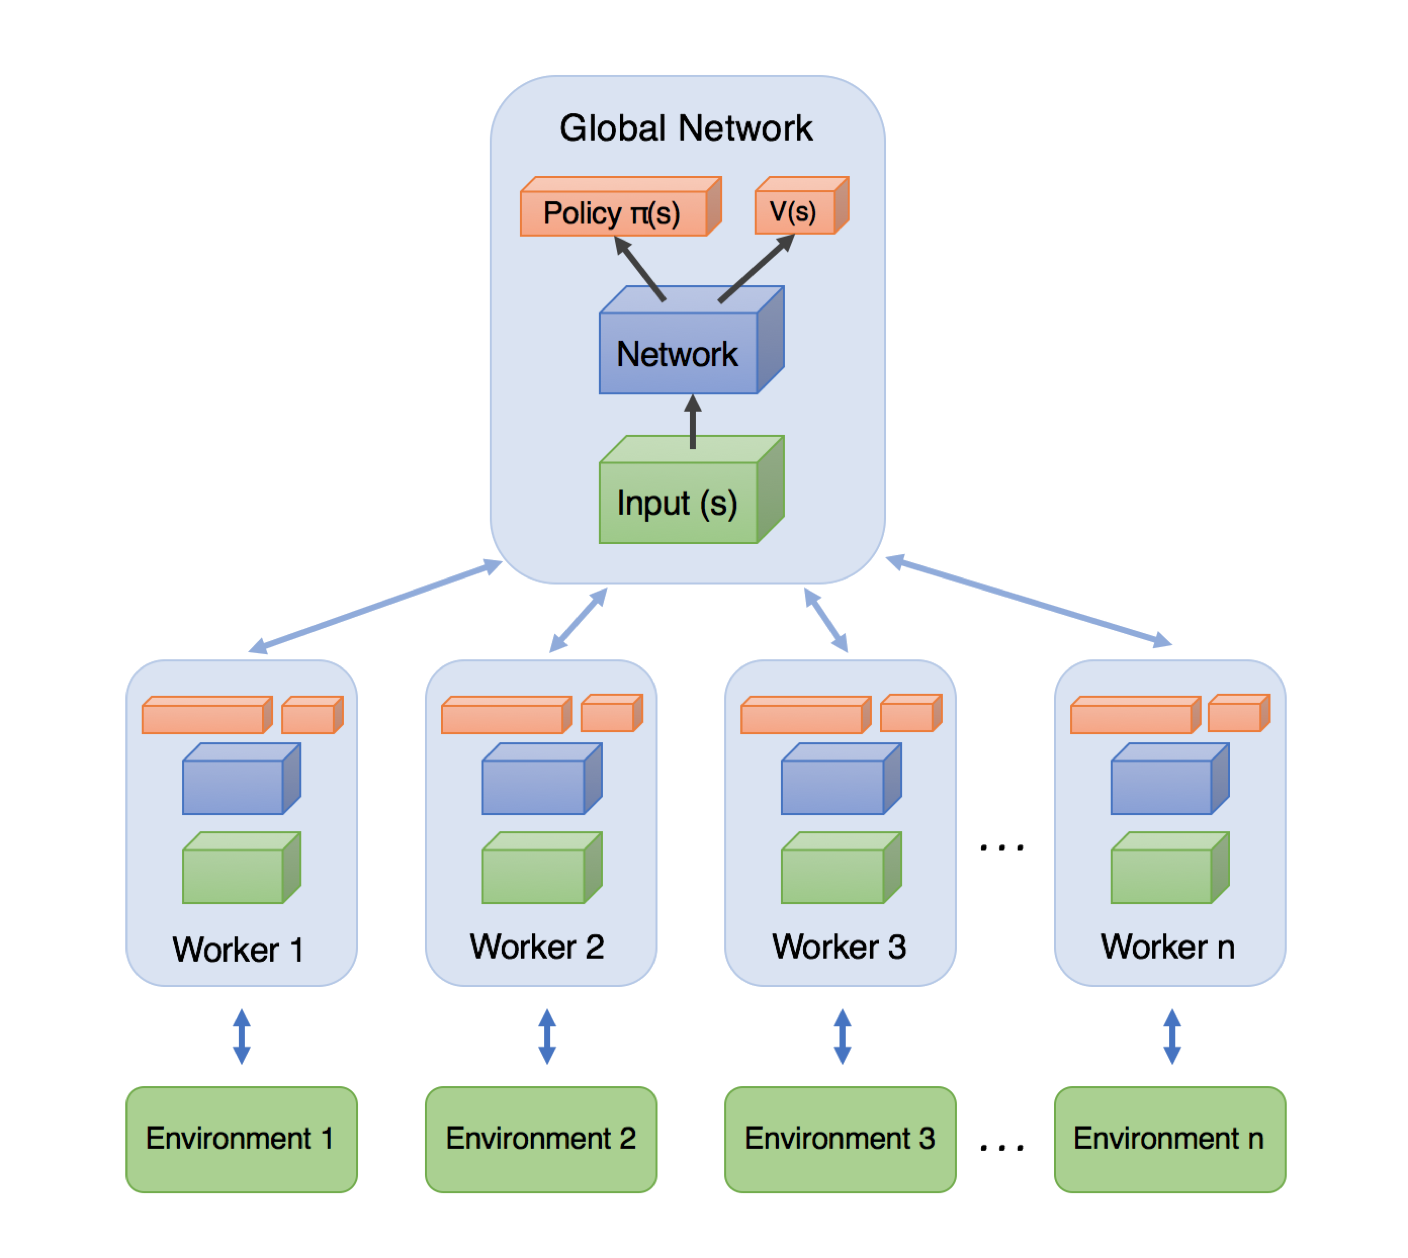 Global Network
Policy π(s)
V(s)
Network
Input (s)
Worker 1
Worker 2
Worker 3
...
Worker n
Environment 1
Environment 2
Environment 3
...
Environment n